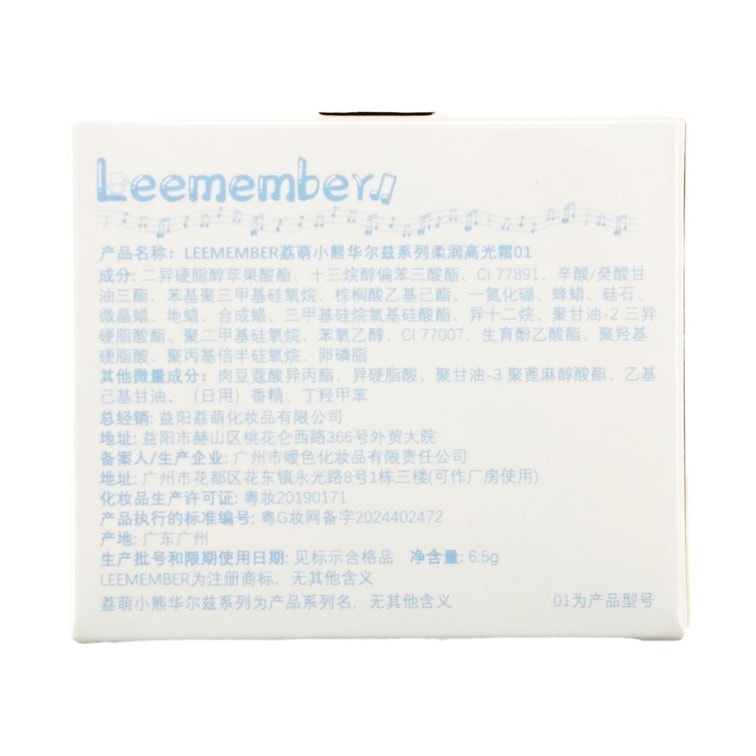 Leemember
产品名称：LEEMEMBER荔萌小熊华尔兹系列柔润高光霜01
成分: 二异硬脂醇苹果酸酯、十三烷醇偏苯三酸酯、CI 77891、辛酸/癸酸甘
油三酯、苯基聚三甲基硅氧烷、棕榈酸乙基己酯、一氮化硼、蜂蜡、硅石、
微晶蜡、地蜡、合成蜡、三甲基硅烷氧基硅酸酯、异十二烷、聚甘油-2 三异
硬脂酸酯、聚二甲基硅氧烷、苯氧乙醇、CI 77007、生育酚乙酸酯、聚羟基
硬脂酸、聚丙基倍半硅氧烷、卵磷脂
其他微量成分：肉豆蔻酸异丙酯、异硬脂酸、聚甘油-3 聚蓖麻醇酸酯、乙基
己基甘油、（日用）香精、丁羟甲苯
总经销: 益阳荔萌化妆品有限公司
地址: 益阳市赫山区桃花仑西路366号外贸大院
备案人/生产企业: 广州市嗳色化妆品有限责任公司
地址: 广州市花都区花东镇永光路8号1栋三楼(可作厂房使用)
化妆品生产许可证: 粤妆20190171
产品执行的标准编号: 粤G妆网备字2024402472
产地: 广东广州
生产批号和限期使用日期: 见标示合格品 净含量: 6.5g
LEEMEMBER为注册商标，无其他含义
荔萌小熊华尔兹系列为产品系列名，无其他含义 01为产品型号